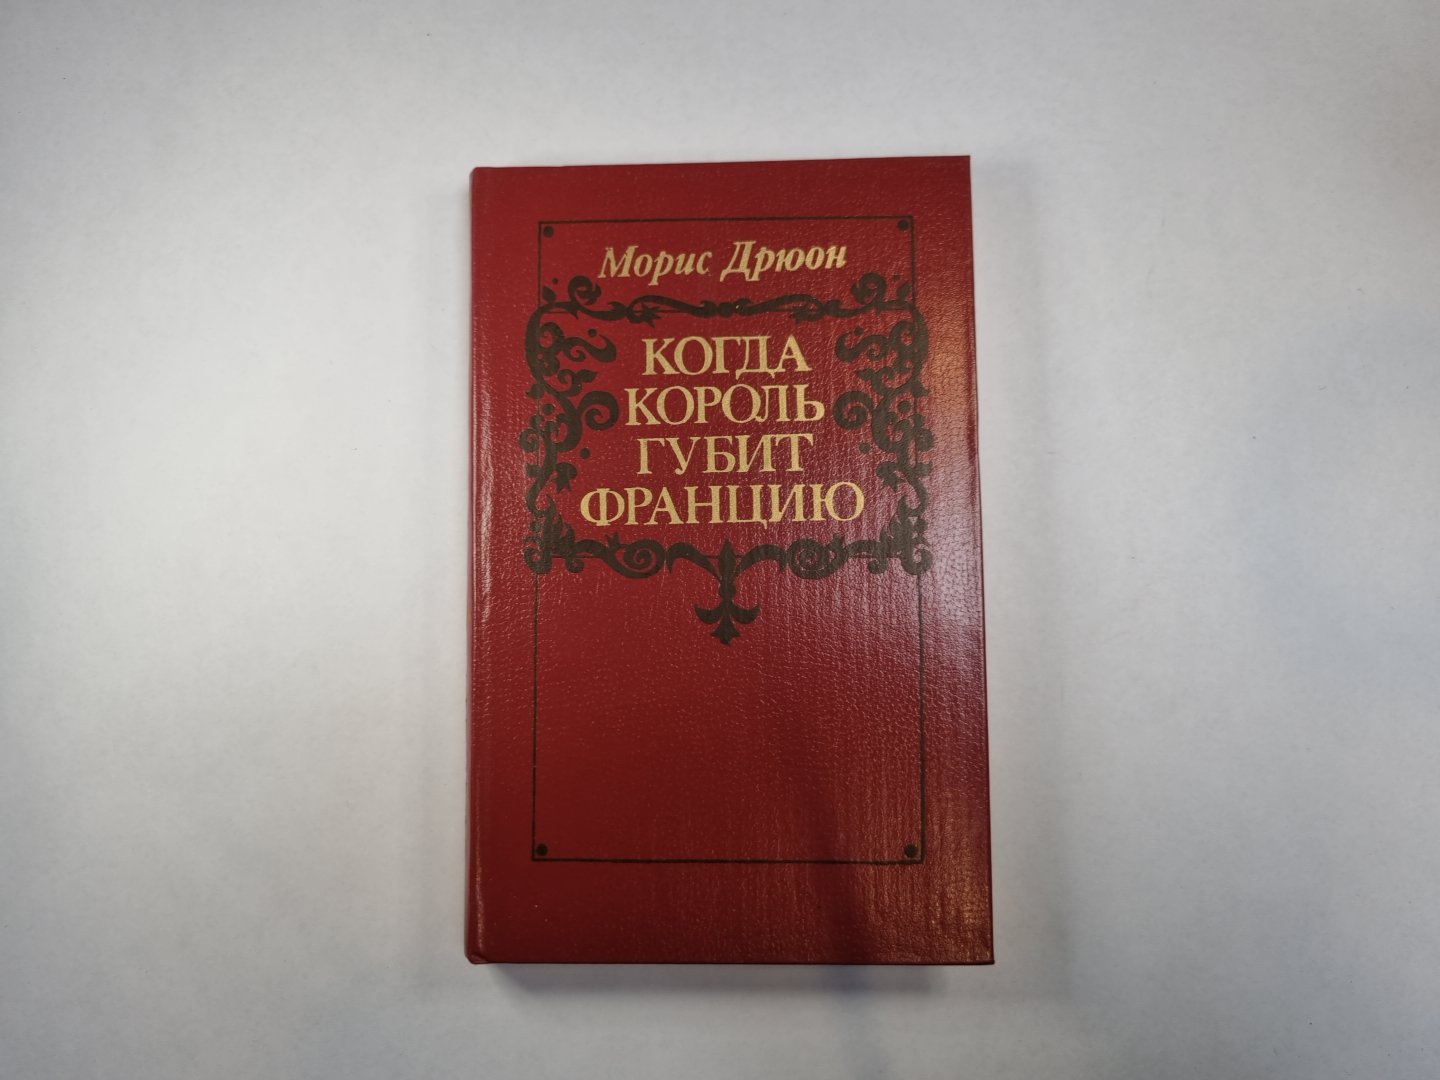 Морис Дрюон
КОГДА
КОРОЛЬ
ГУБИТ
ФРАНЦИЮ